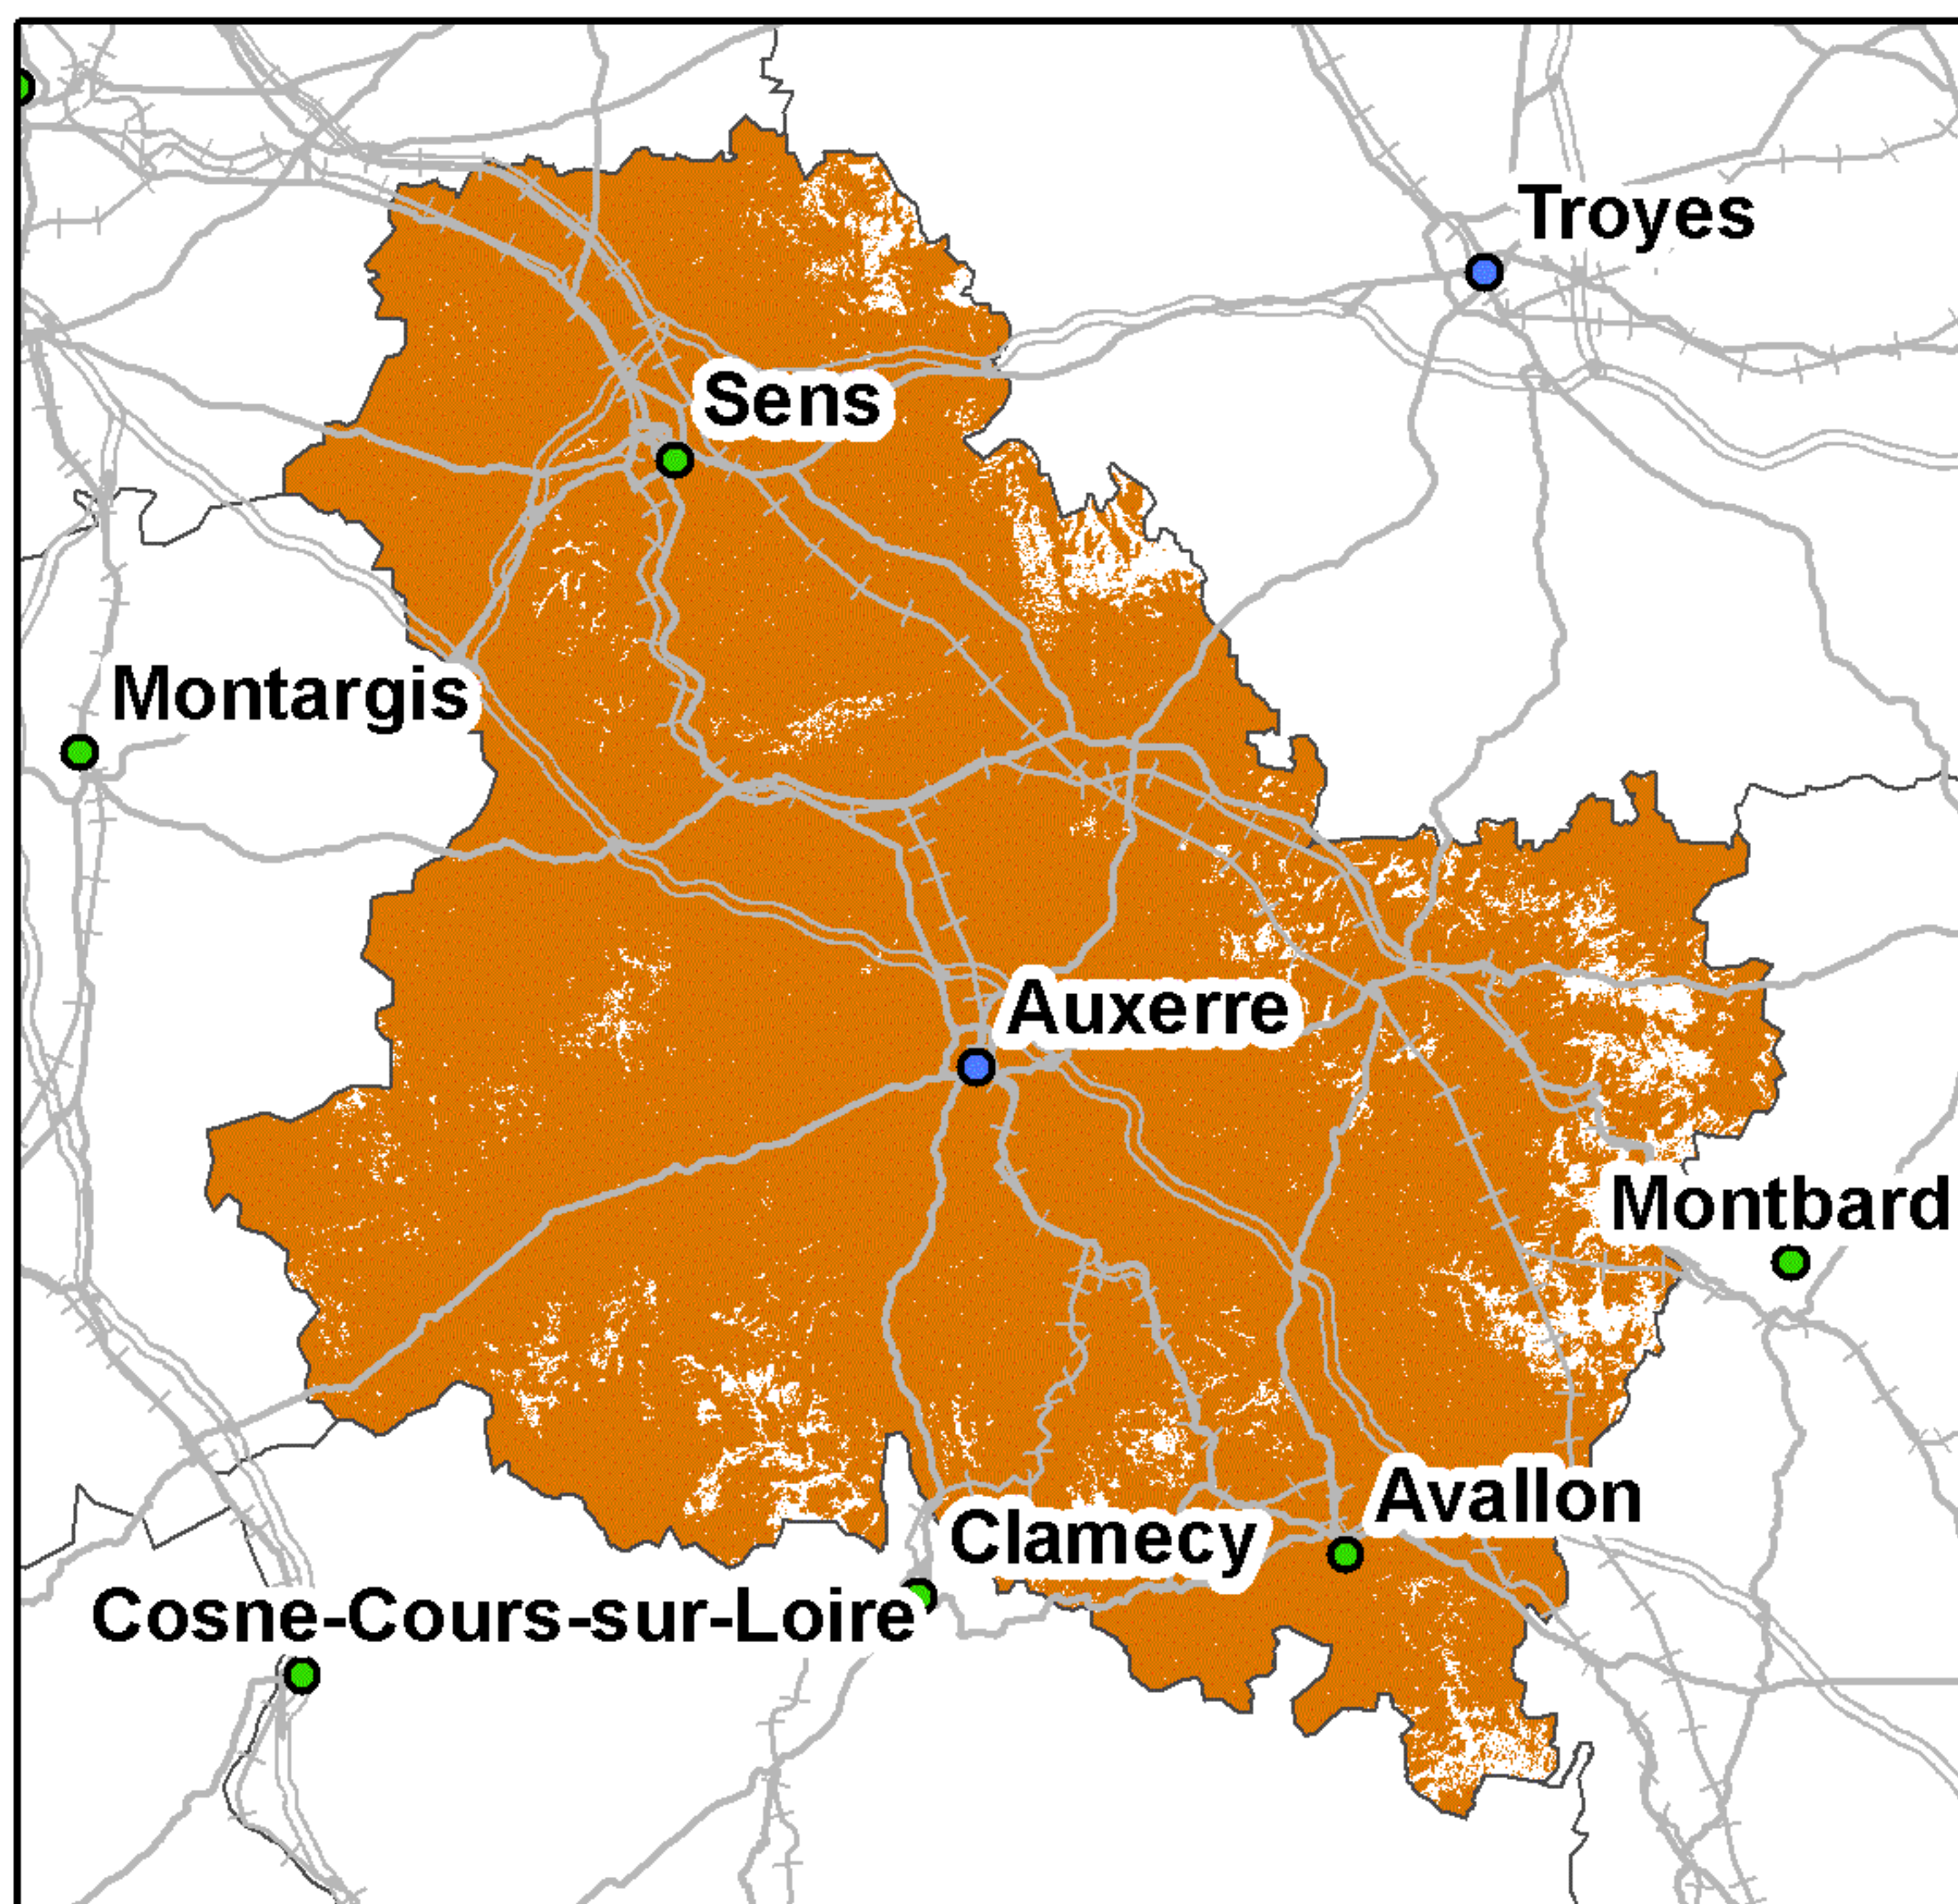 Troyes
Sens
Montargis
Auxerre
Montbard
Avallon
Clamecy
Cosne-Cours-sur-Loire